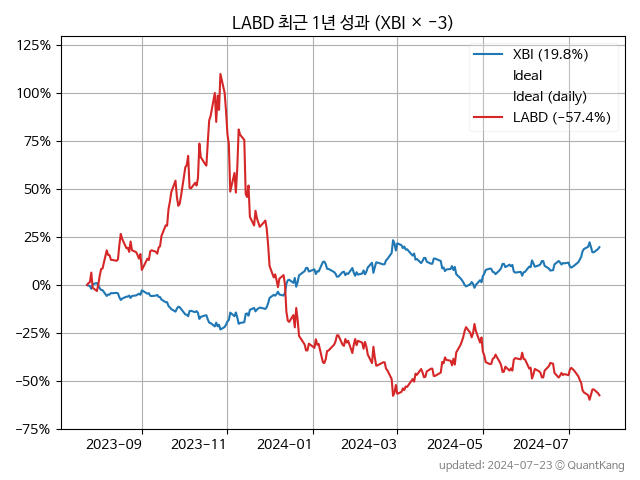 LABD 최근 1년 성과 (XBI × −3)
125%
100%
75%
50%
25%
0%
−25%
−50%
−75%
XBI (19.8%)
Ideal
Ideal (daily)
LABD (−57.4%)
2023−09
2023−11
2024−01
2024−03
2024−05
2024−07
updated: 2024-07-23 © QuantKang